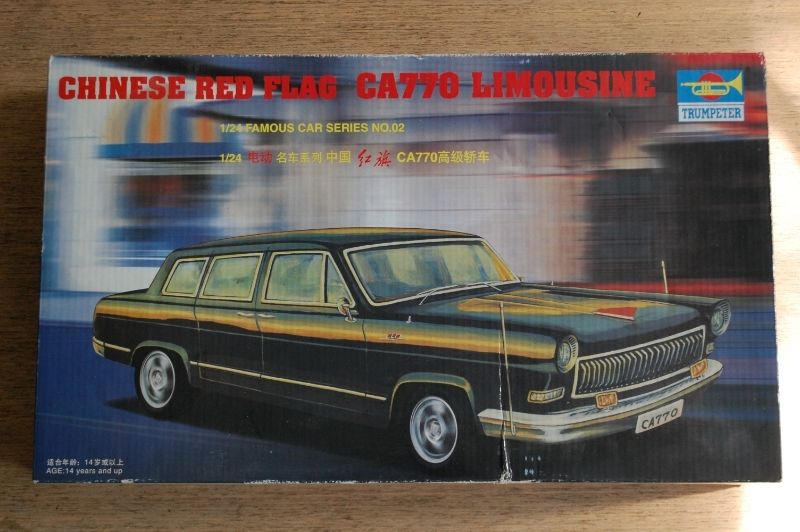 CHINESE RED FLAG CA770 LIMOUSINE
TRUMPETER
1/24 FAMOUS CAR SERIES NO.02
1/24 电动 名车系列 中国 红旗 CA770高级轿车
CA770
适合年龄：14岁或以上
AGE:14 years and up